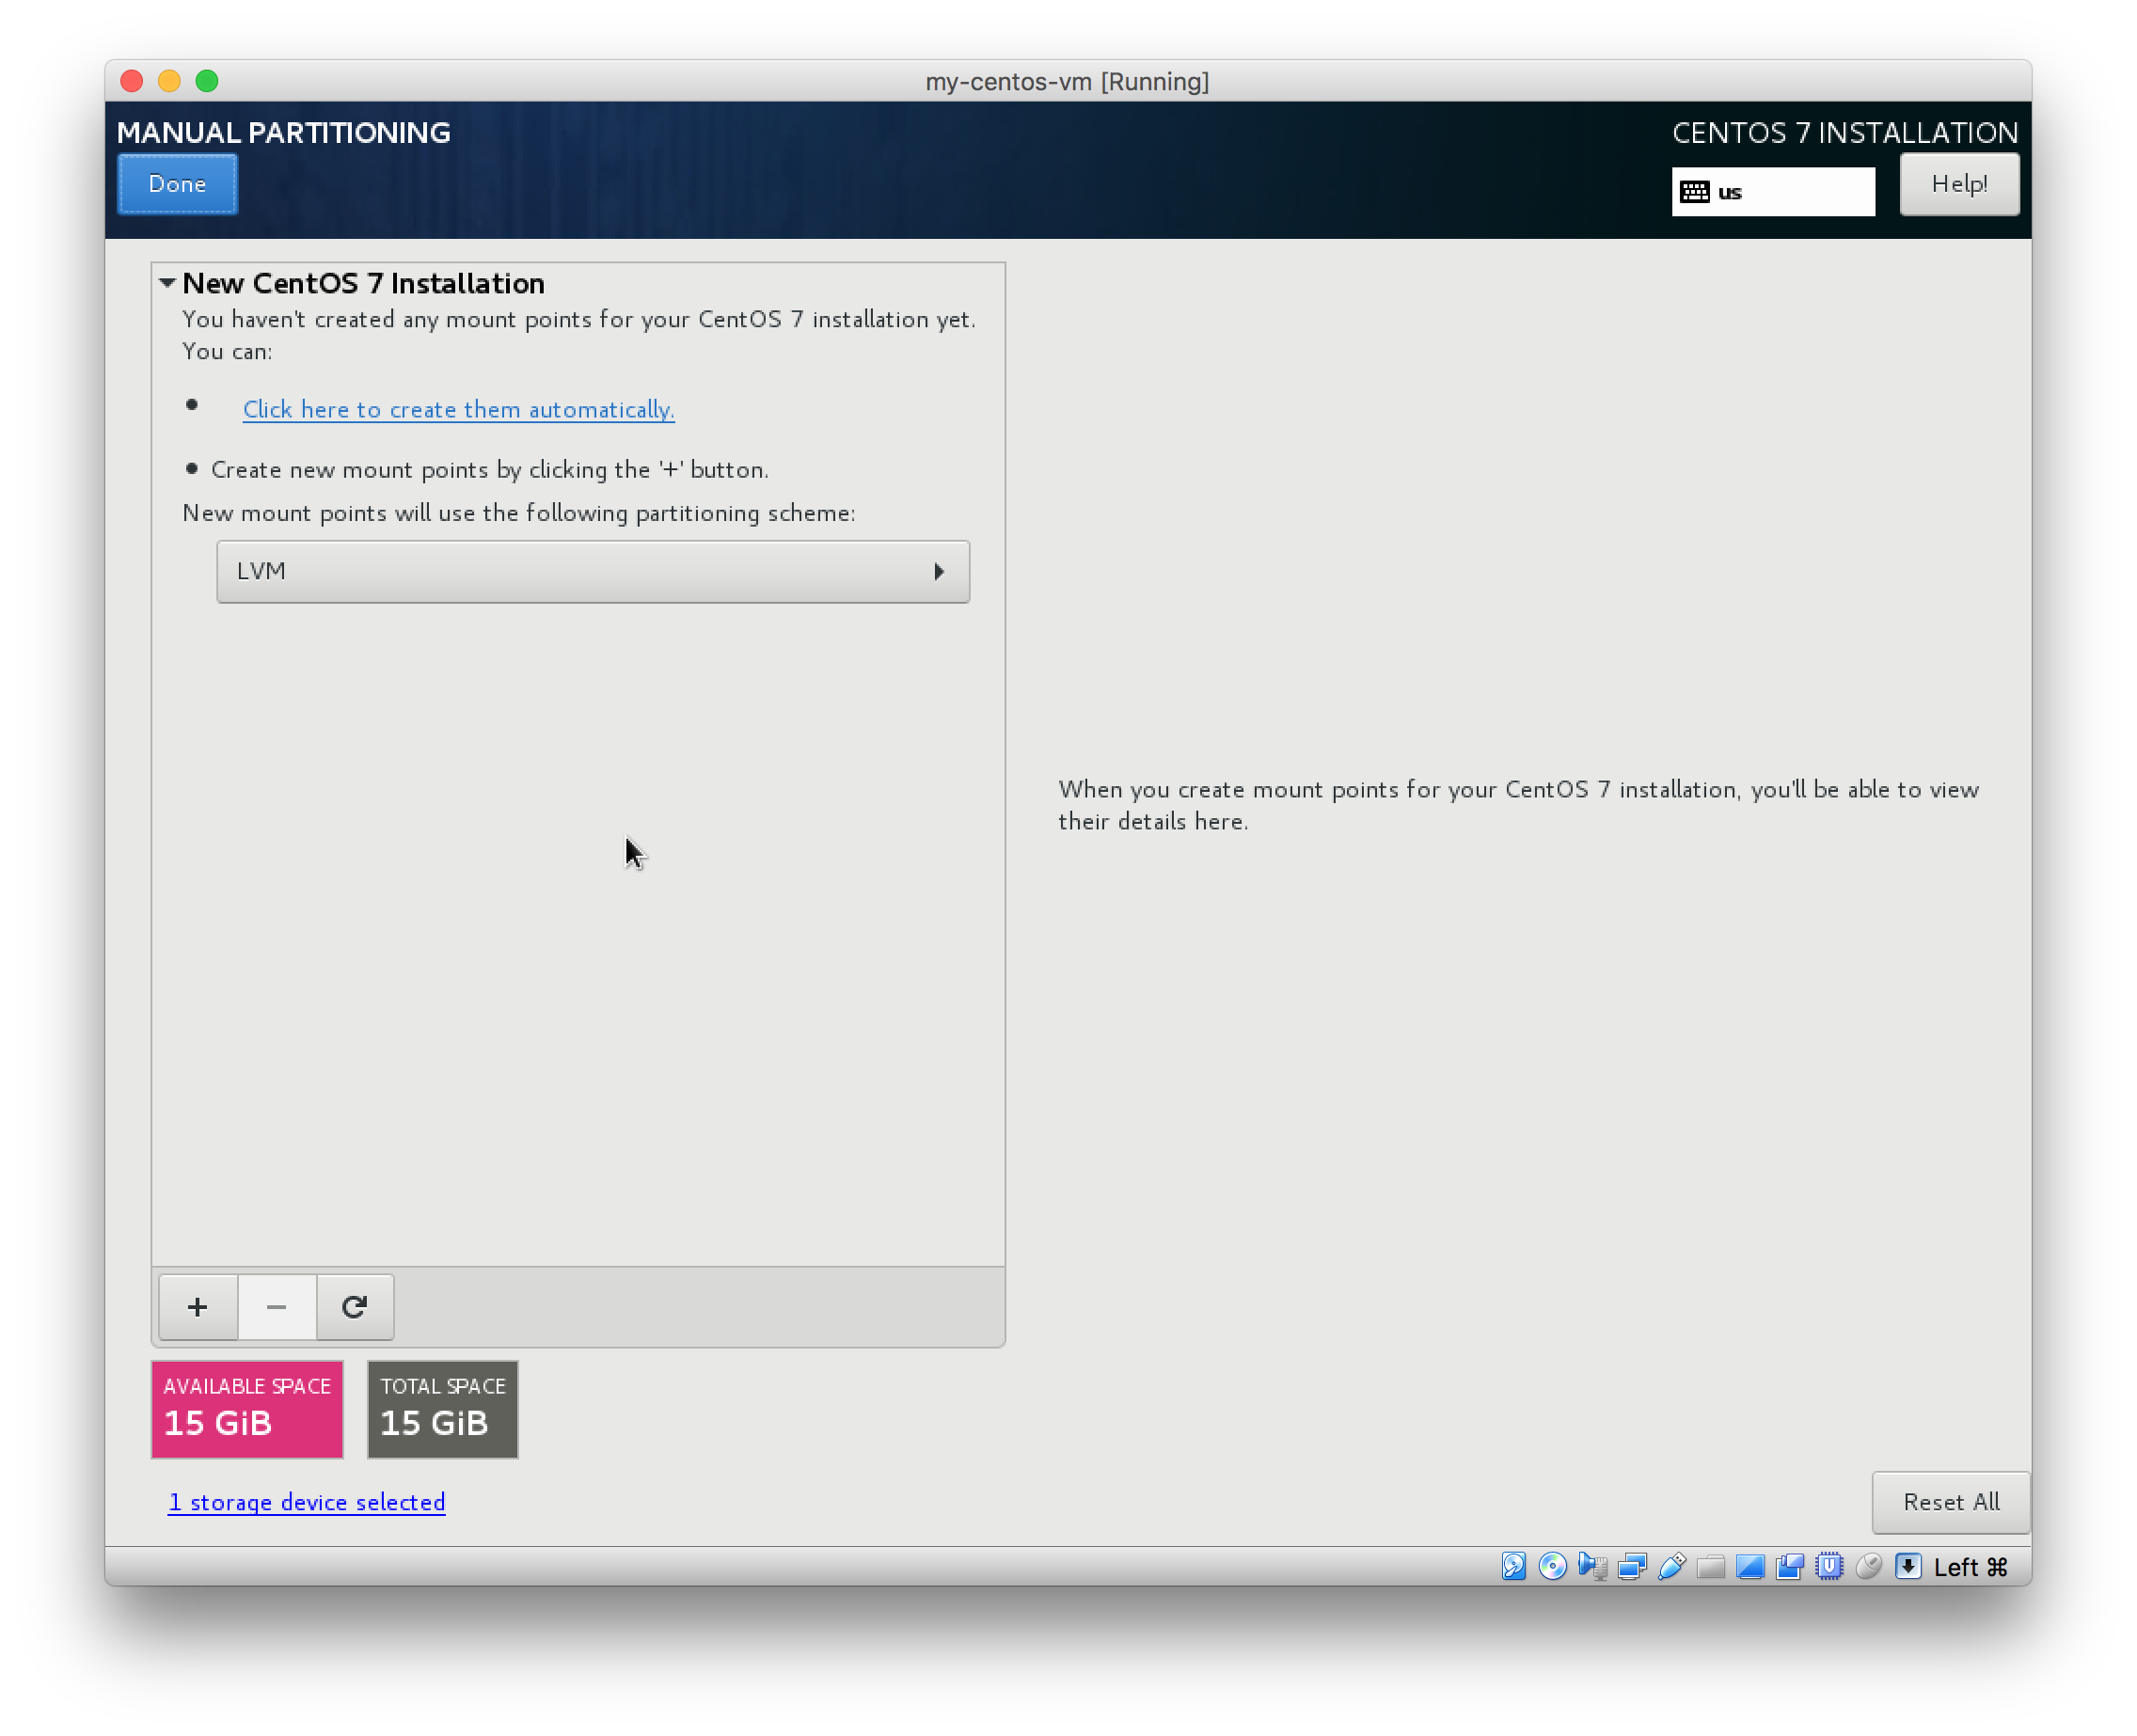 my-centos-vm [Running]
MANUAL PARTITIONING
CENTOS 7 INSTALLATION
Done
us
Help!
New CentOS 7 Installation
You haven't created any mount points for your CentOS 7 installation yet.
You can:
Click here to create them automatically.
Create new mount points by clicking the '+' button.
New mount points will use the following partitioning scheme:
LVM
When you create mount points for your CentOS 7 installation, you'll be able to view
their details here.
+ −
AVAILABLE SPACE
15 GiB
TOTAL SPACE
15 GiB
1 storage device selected
Reset All
Left ⌘